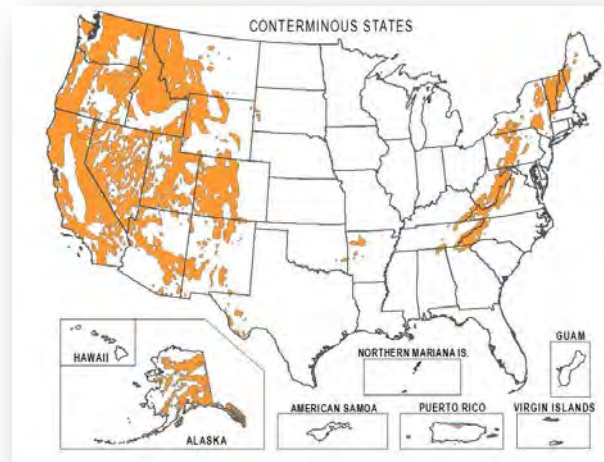 CONTERMINOUS STATES
GUAM
HAWAII
NORTHERN MARIANA IS.
AMERICAN SAMOA
PUERTO RICO
VIRGIN ISLANDS
ALASKA